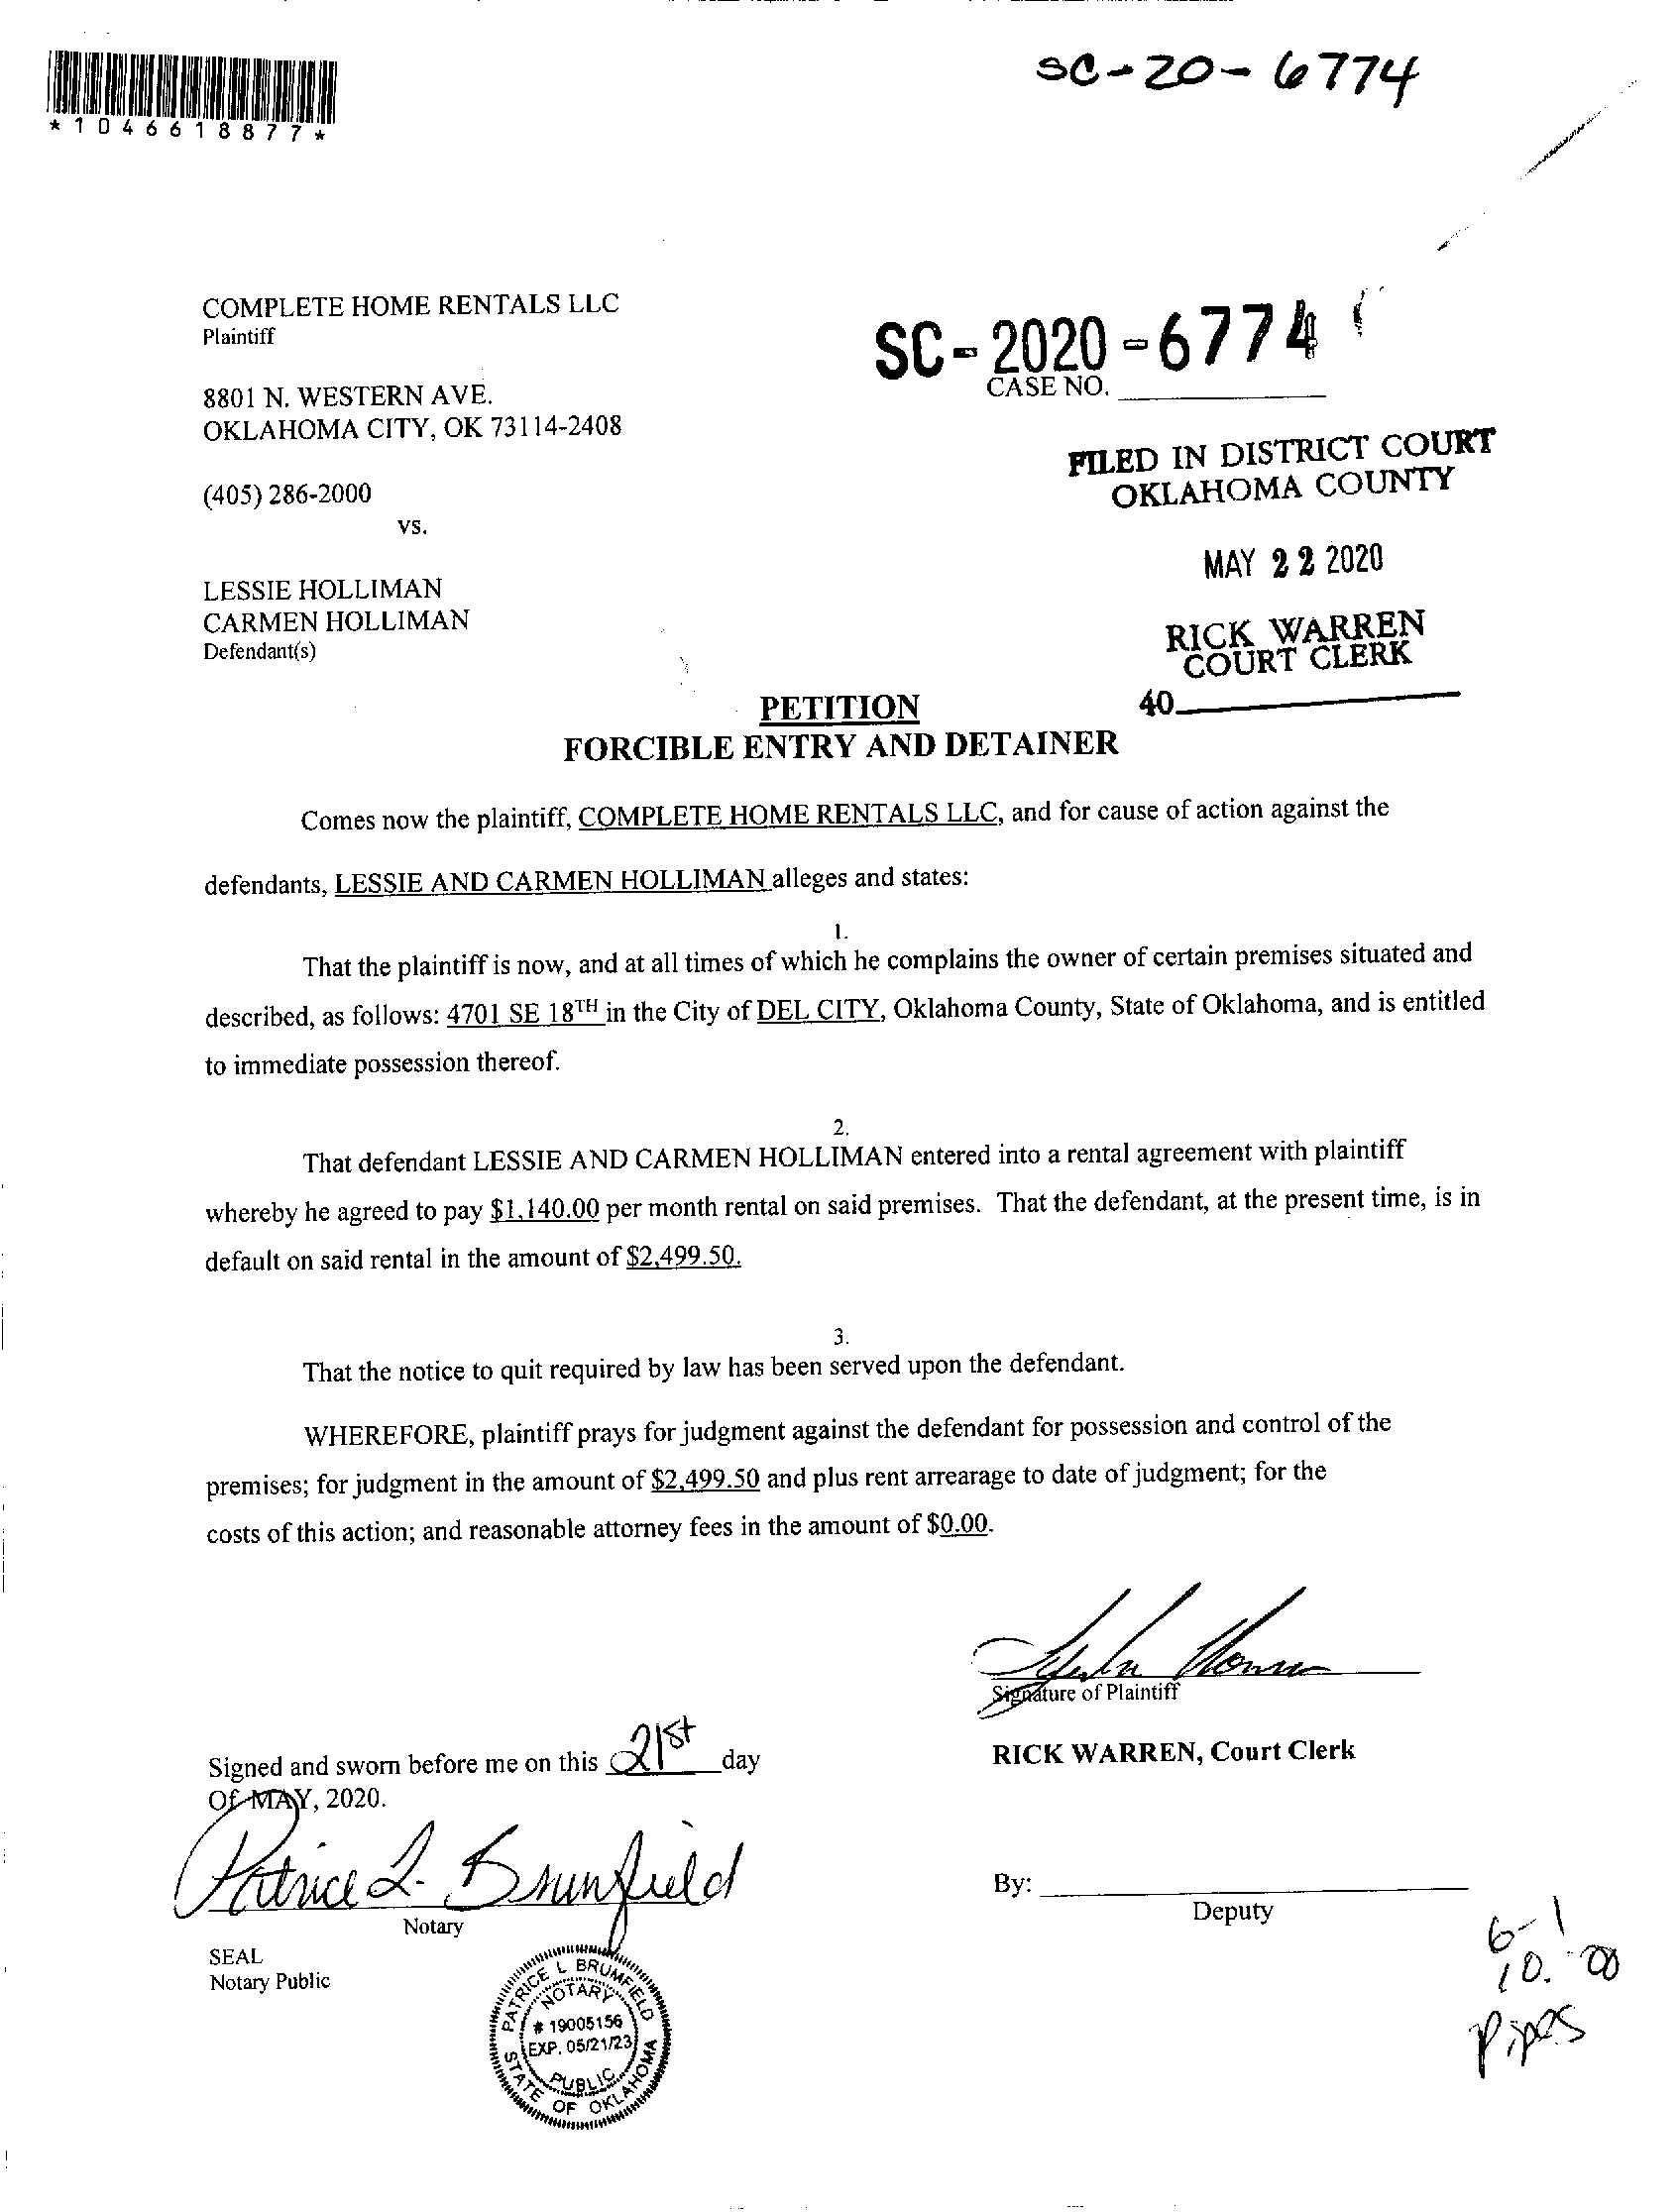 SC-20-6774
*1046618877*
COMPLETE HOME RENTALS LLC
Plaintiff
SC-2020-6774
CASE NO.
8801 N. WESTERN AVE.
OKLAHOMA CITY, OK 73114-2408
FILED IN DISTRICT COURT
OKLAHOMA COUNTY
(405) 286-2000
vs.
MAY 22 2020
LESSIE HOLLIMAN
CARMEN HOLLIMAN
Defendant(s)
RICK WARREN
COURT CLERK
40
PETITION
FORCIBLE ENTRY AND DETAINER
Comes now the plaintiff, COMPLETE HOME RENTALS LLC, and for cause of action against the
defendants, LESSIE AND CARMEN HOLLIMAN alleges and states:
1.
That the plaintiff is now, and at all times of which he complains the owner of certain premises situated and
described, as follows: 4701 SE 18TH in the City of DEL CITY, Oklahoma County, State of Oklahoma, and is entitled
to immediate possession thereof.
2.
That defendant LESSIE AND CARMEN HOLLIMAN entered into a rental agreement with plaintiff
whereby he agreed to pay $1,140.00 per month rental on said premises. That the defendant, at the present time, is in
default on said rental in the amount of $2,499.50.
3.
That the notice to quit required by law has been served upon the defendant.
WHEREFORE, plaintiff prays for judgment against the defendant for possession and control of the
premises; for judgment in the amount of $2,499.50 and plus rent arrearage to date of judgment; for the
costs of this action; and reasonable attorney fees in the amount of $0.00.
Signature of Plaintiff
RICK WARREN, Court Clerk
Signed and sworn before me on this 21st day
Of MAY, 2020.
Patrice L. Brumfield
Notary
By:
Deputy
SEAL
Notary Public
PATRICE L BRUMFIELD
NOTARY
# 19005156
EXP. 05/21/23
PUBLIC
STATE OF OKLAHOMA
6-1
10:00
Pipes